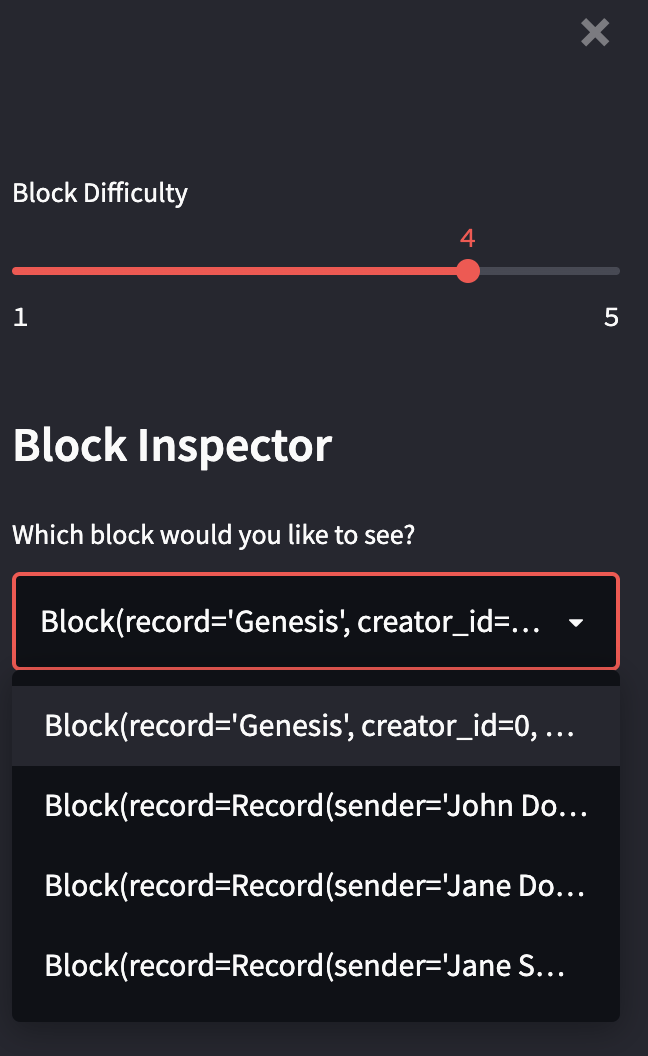 Block Difficulty
4
1 5
Block Inspector
Which block would you like to see?
Block(record='Genesis', creator_id=...
Block(record='Genesis', creator_id=0, ...
Block(record=Record(sender='John Do...
Block(record=Record(sender='Jane Do...
Block(record=Record(sender='Jane S...